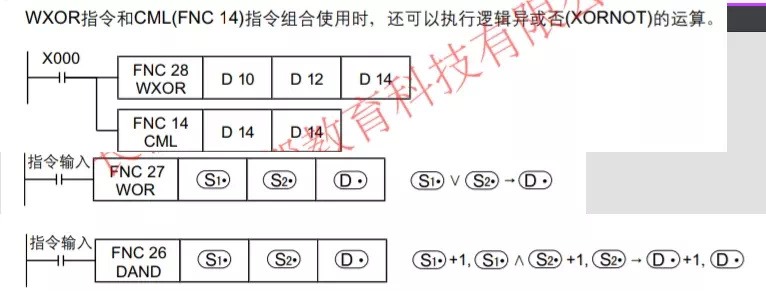 WXOR指令和CML(FNC 14)指令组合使用时，还可以执行逻辑异或否(XORNOT)的运算。
X000
FNC 28 WXOR D 10 D 12 D 14
FNC 14 CML D 14 D 14
指令输入
FNC 27 WOR S1• S2• D• S1• ∨ S2• → D•
指令输入
FNC 26 DAND S1• S2• D• S1•+1, S1• ∧ S2•+1, S2• → D•+1, D•
教育科技有限公